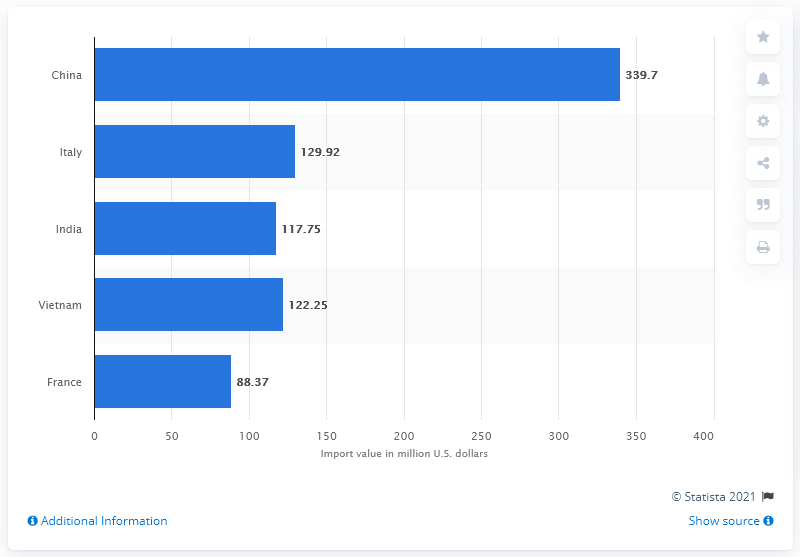 China 339.7
Italy 129.92
India 117.75
Vietnam 122.25
France 88.37
0 50 100 150 200 250 300 350 400
Import value in million U.S. dollars
© Statista 2021
Additional Information Show source